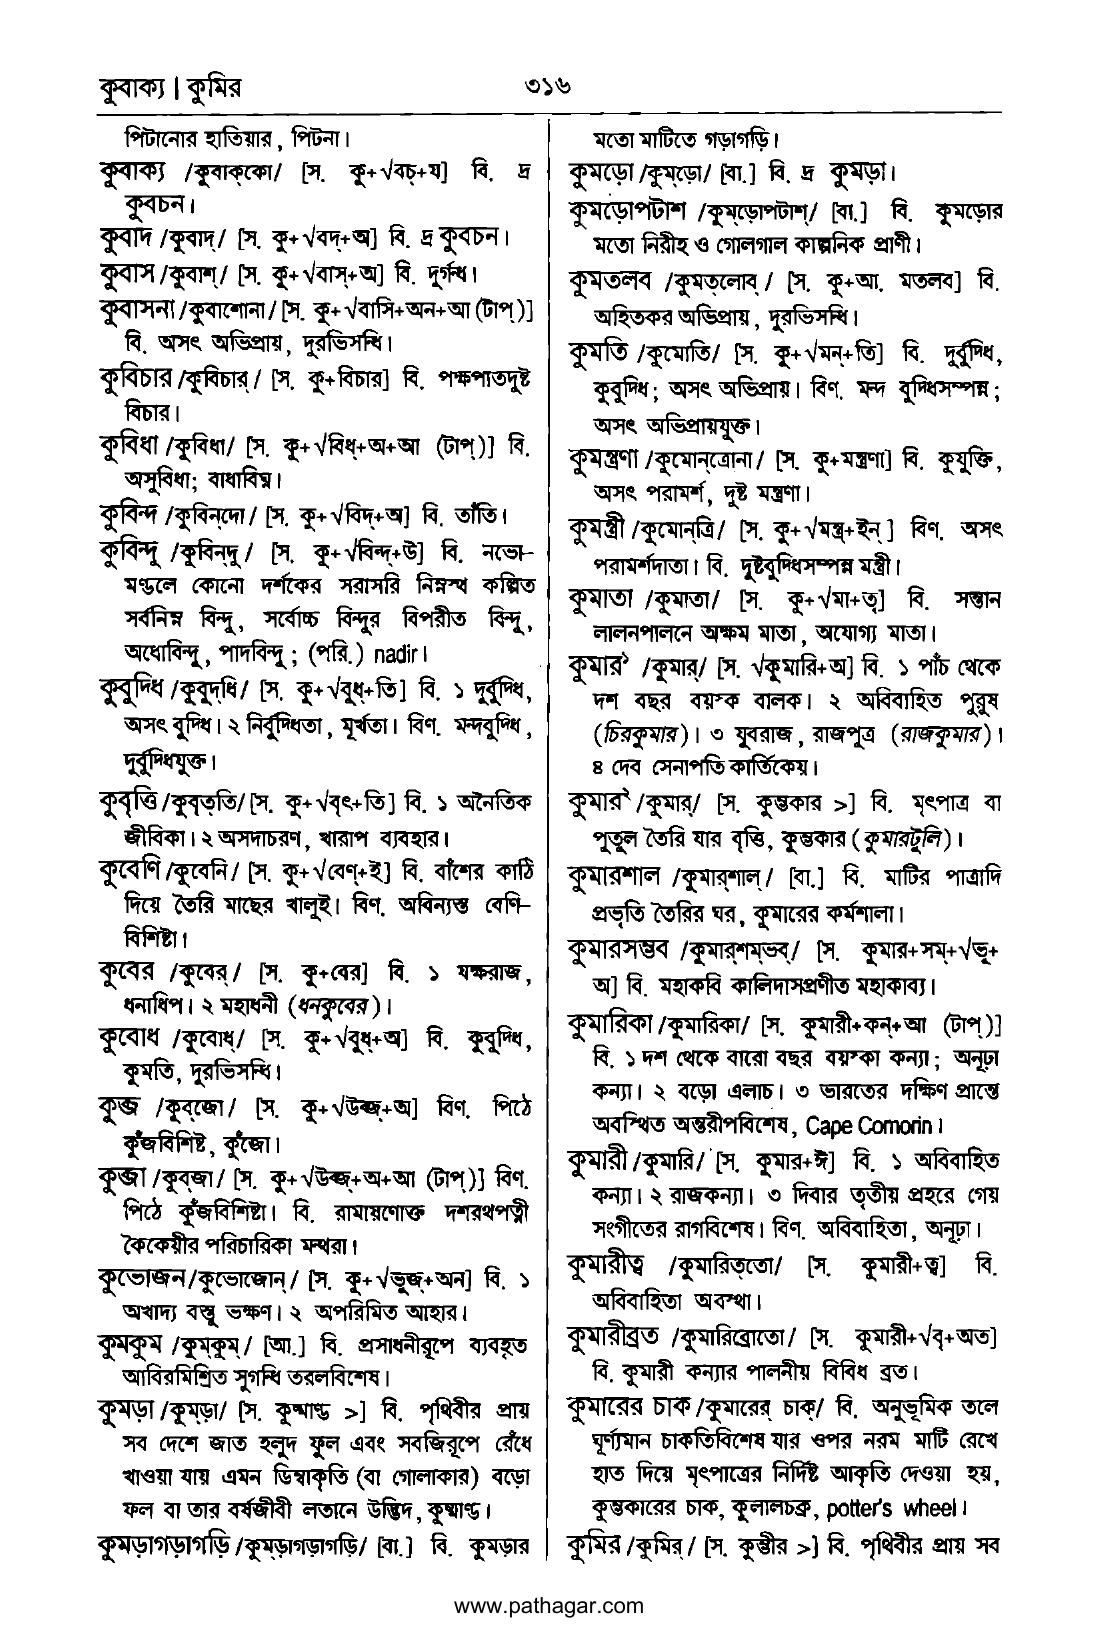 কুবাক্য | কুমির
৩১৬
পিটানোর হাতিয়ার, পিটনা।
কুবাক্য /কুবাক্‌কো/ [স. কু+√বচ্+য] বি. দ্র
কুবচন।
কুবাদ /কুবাদ্/ [স. কু+√বদ্+অ] বি. দ্র কুবচন।
কুবাস /কুবাশ্/ [স. কু+√বাস্+অ] বি. দুর্গন্ধ।
কুবাসনা /কুবাশোনা/ [স. কু+√বাসি+অন+আ (টাপ্)]
বি. অসৎ অভিপ্রায়, দুরভিসন্ধি।
কুবিচার /কুবিচার্/ [স. কু+বিচার] বি. পক্ষপাতদুষ্ট
বিচার।
কুবিধা /কুবিধা/ [স. কু+√বিধ্+অ+আ (টাপ্)] বি.
অসুবিধা; বাধাবিঘ্ন।
কুবিন্দ /কুবিন্‌দো/ [স. কু+√বিদ্+অ] বি. তাঁতি।
কুবিন্দু /কুবিন্‌দু/ [স. কু+√বিন্দ্+উ] বি. নভো-
মণ্ডলে কোনো দর্শকের সরাসরি নিম্নস্থ কল্পিত
সর্বনিম্ন বিন্দু, সর্বোচ্চ বিন্দুর বিপরীত বিন্দু,
অধোবিন্দু, পাদবিন্দু; (পরি.) nadir।
কুবুদ্ধি /কুবুদ্‌ধি/ [স. কু+√বুধ্+তি] বি. ১ দুর্বুদ্ধি,
অসৎ বুদ্ধি। ২ নির্বুদ্ধিতা, মূর্খতা। বিণ. মন্দবুদ্ধি,
দুর্বুদ্ধিযুক্ত।
কুবৃত্তি /কুবৃত্‌তি/ [স. কু+√বৃৎ+তি] বি. ১ অনৈতিক
জীবিকা। ২ অসদাচরণ, খারাপ ব্যবহার।
কুবেণি /কুবেনি/ [স. কু+√বেণ্+ই] বি. বাঁশের কাঠি
দিয়ে তৈরি মাছের খালুই। বিণ. অবিন্যস্ত বেণি-
বিশিষ্টা।
কুবের /কুবের্/ [স. কু+বের] বি. ১ যক্ষরাজ,
ধনাধিপ। ২ মহাধনী (ধনকুবের)।
কুবোধ /কুবোধ্/ [স. কু+√বুধ্+অ] বি. কুবুদ্ধি,
কুমতি, দুরভিসন্ধি।
কুব্জ /কুব্‌জো/ [স. কু+√উব্জ্+অ] বিণ. পিঠে
কুঁজবিশিষ্ট, কুঁজো।
কুব্জা /কুব্‌জা/ [স. কু+√উব্জ্+অ+আ (টাপ্)] বিণ.
পিঠে কুঁজবিশিষ্টা। বি. রামায়ণোক্ত দশরথপত্নী
কৈকেয়ীর পরিচারিকা মন্থরা।
কুভোজন /কুভোজোন্/ [স. কু+√ভুজ্+অন] বি. ১
অখাদ্য বস্তু ভক্ষণ। ২ অপরিমিত আহার।
কুমকুম /কুম্‌কুম্/ [আ.] বি. প্রসাধনীরূপে ব্যবহৃত
আবিরমিশ্রিত সুগন্ধি তরলবিশেষ।
কুমড়া /কুম্‌ড়া/ [স. কুষ্মাণ্ড >] বি. পৃথিবীর প্রায়
সব দেশে জাত হলুদ ফুল এবং সবজিরূপে রেঁধে
খাওয়া যায় এমন ডিম্বাকৃতি (বা গোলাকার) বড়ো
ফল বা তার বর্ষজীবী লতানে উদ্ভিদ, কুষ্মাণ্ড।
কুমড়াগড়াগড়ি /কুম্‌ড়াগড়াগড়ি/ [বা.] বি. কুমড়ার
মতো মাটিতে গড়াগড়ি।
কুমড়ো /কুম্‌ড়ো/ [বা.] বি. দ্র কুমড়া।
কুমড়োপটাশ /কুম্‌ড়োপটাশ্/ [বা.] বি. কুমড়োর
মতো নিরীহ ও গোলগাল কাল্পনিক প্রাণী।
কুমতলব /কুমত্‌লোব্/ [স. কু+আ. মতলব] বি.
অহিতকর অভিপ্রায়, দুরভিসন্ধি।
কুমতি /কুমোতি/ [স. কু+√মন্+তি] বি. দুর্বুদ্ধি,
কুবুদ্ধি; অসৎ অভিপ্রায়। বিণ. মন্দ বুদ্ধিসম্পন্ন;
অসৎ অভিপ্রায়যুক্ত।
কুমন্ত্রণা /কুমোন্‌ত্রোনা/ [স. কু+মন্ত্রণা] বি. কুযুক্তি,
অসৎ পরামর্শ, দুষ্ট মন্ত্রণা।
কুমন্ত্রী /কুমোন্‌ত্রি/ [স. কু+√মন্ত্র+ইন্] বিণ. অসৎ
পরামর্শদাতা। বি. দুষ্টবুদ্ধিসম্পন্ন মন্ত্রী।
কুমাতা /কুমাতা/ [স. কু+√মা+তৃ] বি. সন্তান
লালনপালনে অক্ষম মাতা, অযোগ্য মাতা।
কুমার১ /কুমার্/ [স. √কুমারি+অ] বি. ১ পাঁচ থেকে
দশ বছর বয়স্ক বালক। ২ অবিবাহিত পুরুষ
(চিরকুমার)। ৩ যুবরাজ, রাজপুত্র (রাজকুমার)।
৪ দেব সেনাপতি কার্তিকেয়।
কুমার২ /কুমার্/ [স. কুম্ভকার >] বি. মৃৎপাত্র বা
পুতুল তৈরি যার বৃত্তি, কুম্ভকার (কুমারটুলি)।
কুমারশাল /কুমার্‌শাল্/ [বা.] বি. মাটির পাত্রাদি
প্রভৃতি তৈরির ঘর, কুমারের কর্মশালা।
কুমারসম্ভব /কুমার্‌শম্‌ভব্/ [স. কুমার+সম্+√ভূ+
অ] বি. মহাকবি কালিদাসপ্রণীত মহাকাব্য।
কুমারিকা /কুমারিকা/ [স. কুমারী+কন্+আ (টাপ্)]
বি. ১ দশ থেকে বারো বছর বয়স্কা কন্যা; অনূঢ়া
কন্যা। ২ বড়ো এলাচ। ৩ ভারতের দক্ষিণ প্রান্তে
অবস্থিত অন্তরীপবিশেষ, Cape Comorin।
কুমারী /কুমারি/ [স. কুমার+ঈ] বি. ১ অবিবাহিত
কন্যা। ২ রাজকন্যা। ৩ দিবার তৃতীয় প্রহরে গেয়
সংগীতের রাগবিশেষ। বিণ. অবিবাহিতা, অনূঢ়া।
কুমারীত্ব /কুমারিত্‌তো/ [স. কুমারী+ত্ব] বি.
অবিবাহিতা অবস্থা।
কুমারীব্রত /কুমারিব্রোতো/ [স. কুমারী+√বৃ+অত]
বি. কুমারী কন্যার পালনীয় বিবিধ ব্রত।
কুমারের চাক /কুমারের্ চাক্/ বি. অনুভূমিক তলে
ঘূর্ণ্যমান চাকতিবিশেষ যার ওপর নরম মাটি রেখে
হাত দিয়ে মৃৎপাত্রের নির্দিষ্ট আকৃতি দেওয়া হয়,
কুম্ভকারের চাক, কুলালচক্র, potter's wheel।
কুমির /কুমির্/ [স. কুম্ভীর >] বি. পৃথিবীর প্রায় সব
www.pathagar.com